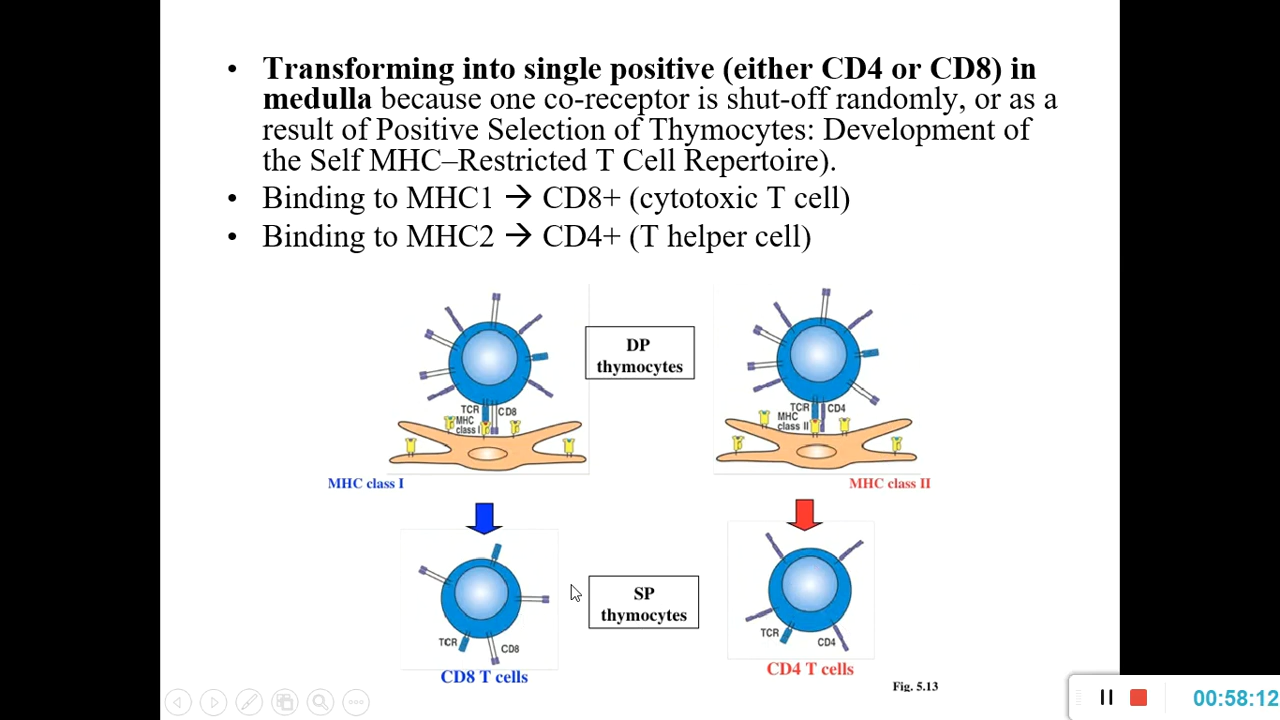 • Transforming into single positive (either CD4 or CD8) in
medulla because one co-receptor is shut-off randomly, or as a
result of Positive Selection of Thymocytes: Development of
the Self MHC–Restricted T Cell Repertoire).
• Binding to MHC1 → CD8+ (cytotoxic T cell)
• Binding to MHC2 → CD4+ (T helper cell)
DP
thymocytes
TCR
CD8
MHC
class I
TCR
CD4
MHC
class II
MHC class I
MHC class II
SP
thymocytes
TCR
CD8
TCR
CD4
CD8 T cells
CD4 T cells
Fig. 5.13
00:58:12